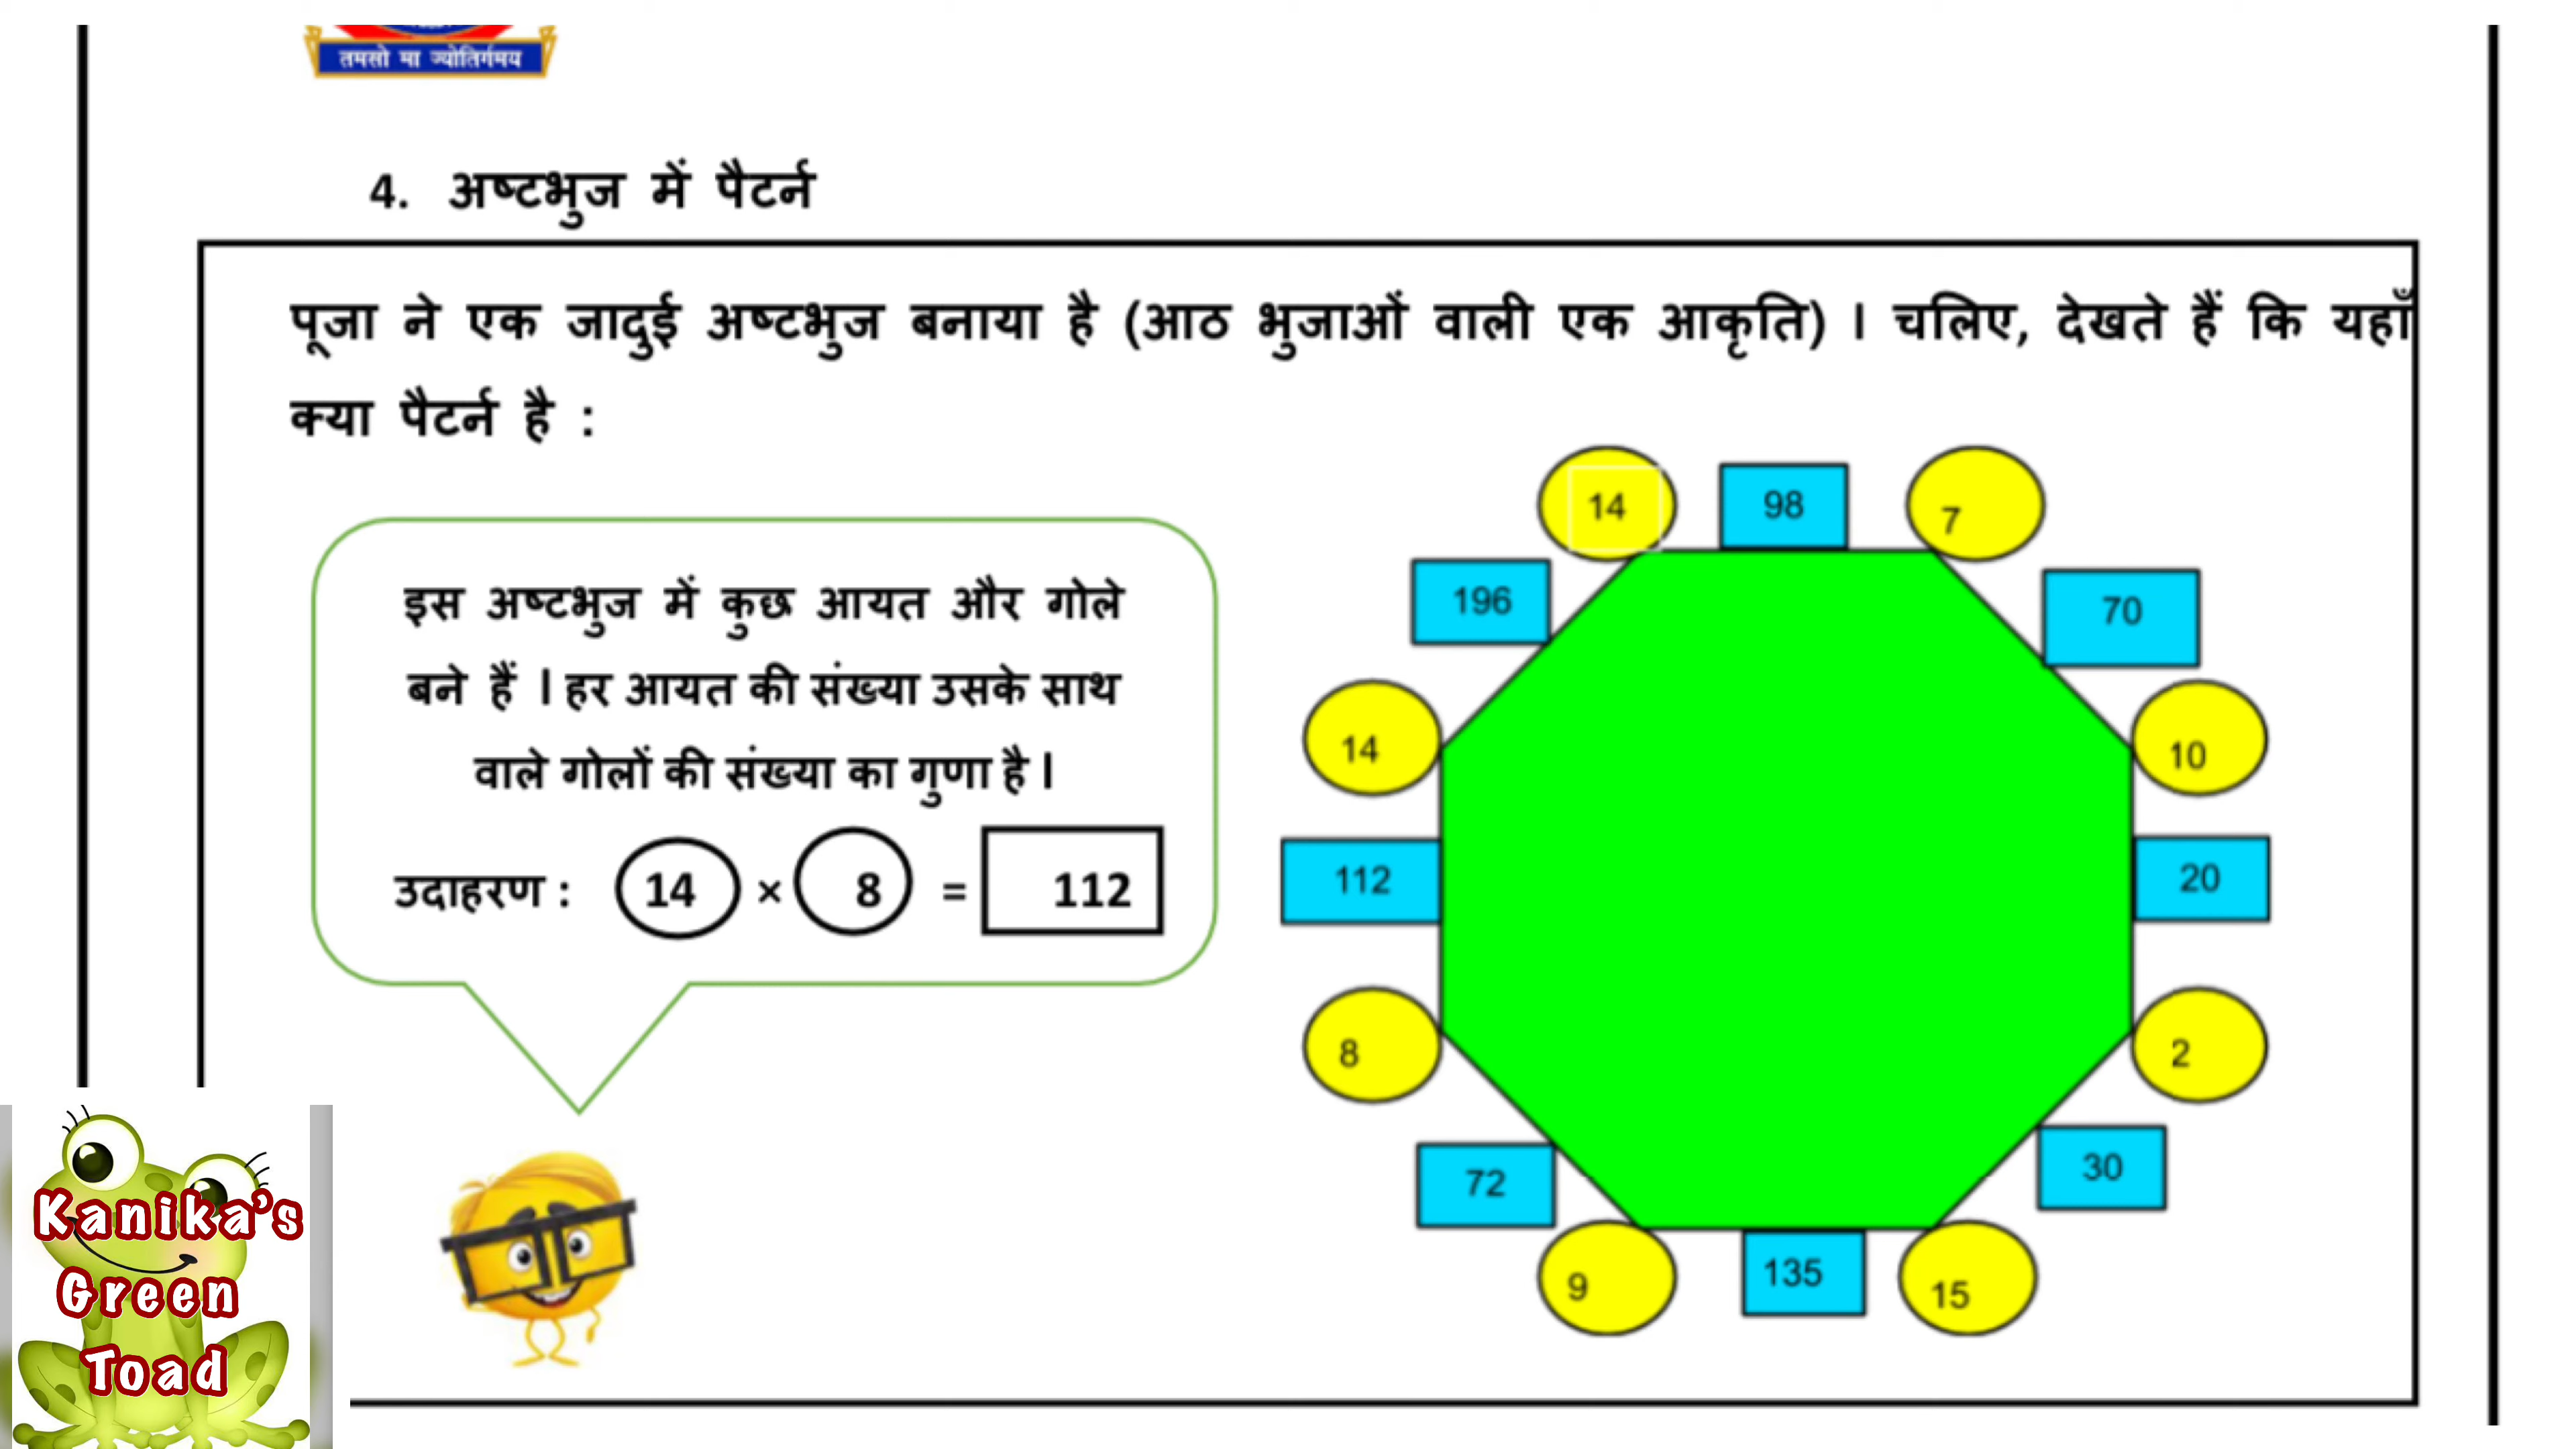 तमसो मा ज्योतिर्गमय
4. अष्टभुज में पैटर्न
पूजा ने एक जादुई अष्टभुज बनाया है (आठ भुजाओं वाली एक आकृति) । चलिए, देखते हैं कि यहाँ
क्या पैटर्न है :
इस अष्टभुज में कुछ आयत और गोले
बने हैं । हर आयत की संख्या उसके साथ
वाले गोलों की संख्या का गुणा है ।
उदाहरण : 14 × 8 = 112
14 98 7
196 70
14 10
112 20
8 2
72 30
9 135 15
Kanika's
Green
Toad